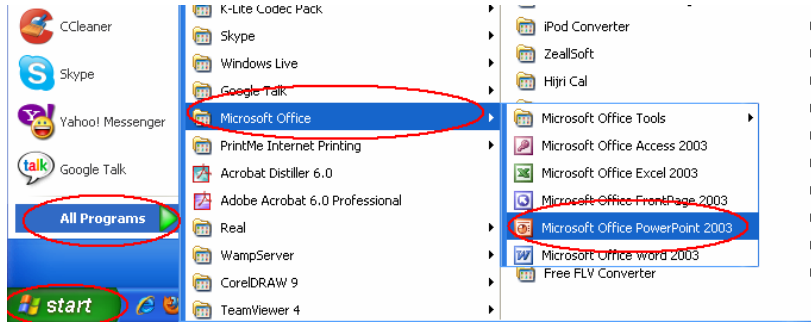 CCleaner
Skype
Yahoo! Messenger
talk
Google Talk
All Programs
start
K-Lite Codec Pack
Skype
Windows Live
Google Talk
Microsoft Office
PrintMe Internet Printing
Acrobat Distiller 6.0
Adobe Acrobat 6.0 Professional
Real
WampServer
CorelDRAW 9
TeamViewer 4
iPod Converter
ZeallSoft
Hijri Cal
Microsoft Office Tools
Microsoft Office Access 2003
Microsoft Office Excel 2003
Microsoft Office FrontPage 2003
Microsoft Office PowerPoint 2003
Microsoft Office Word 2003
Free FLV Converter